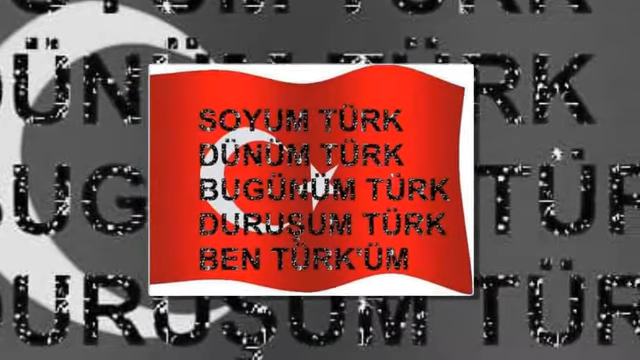 SOYUM TÜRK
DÜNÜM TÜRK
BUGÜNÜM TÜRK
DURUŞUM TÜRK
BEN TÜRK'ÜM